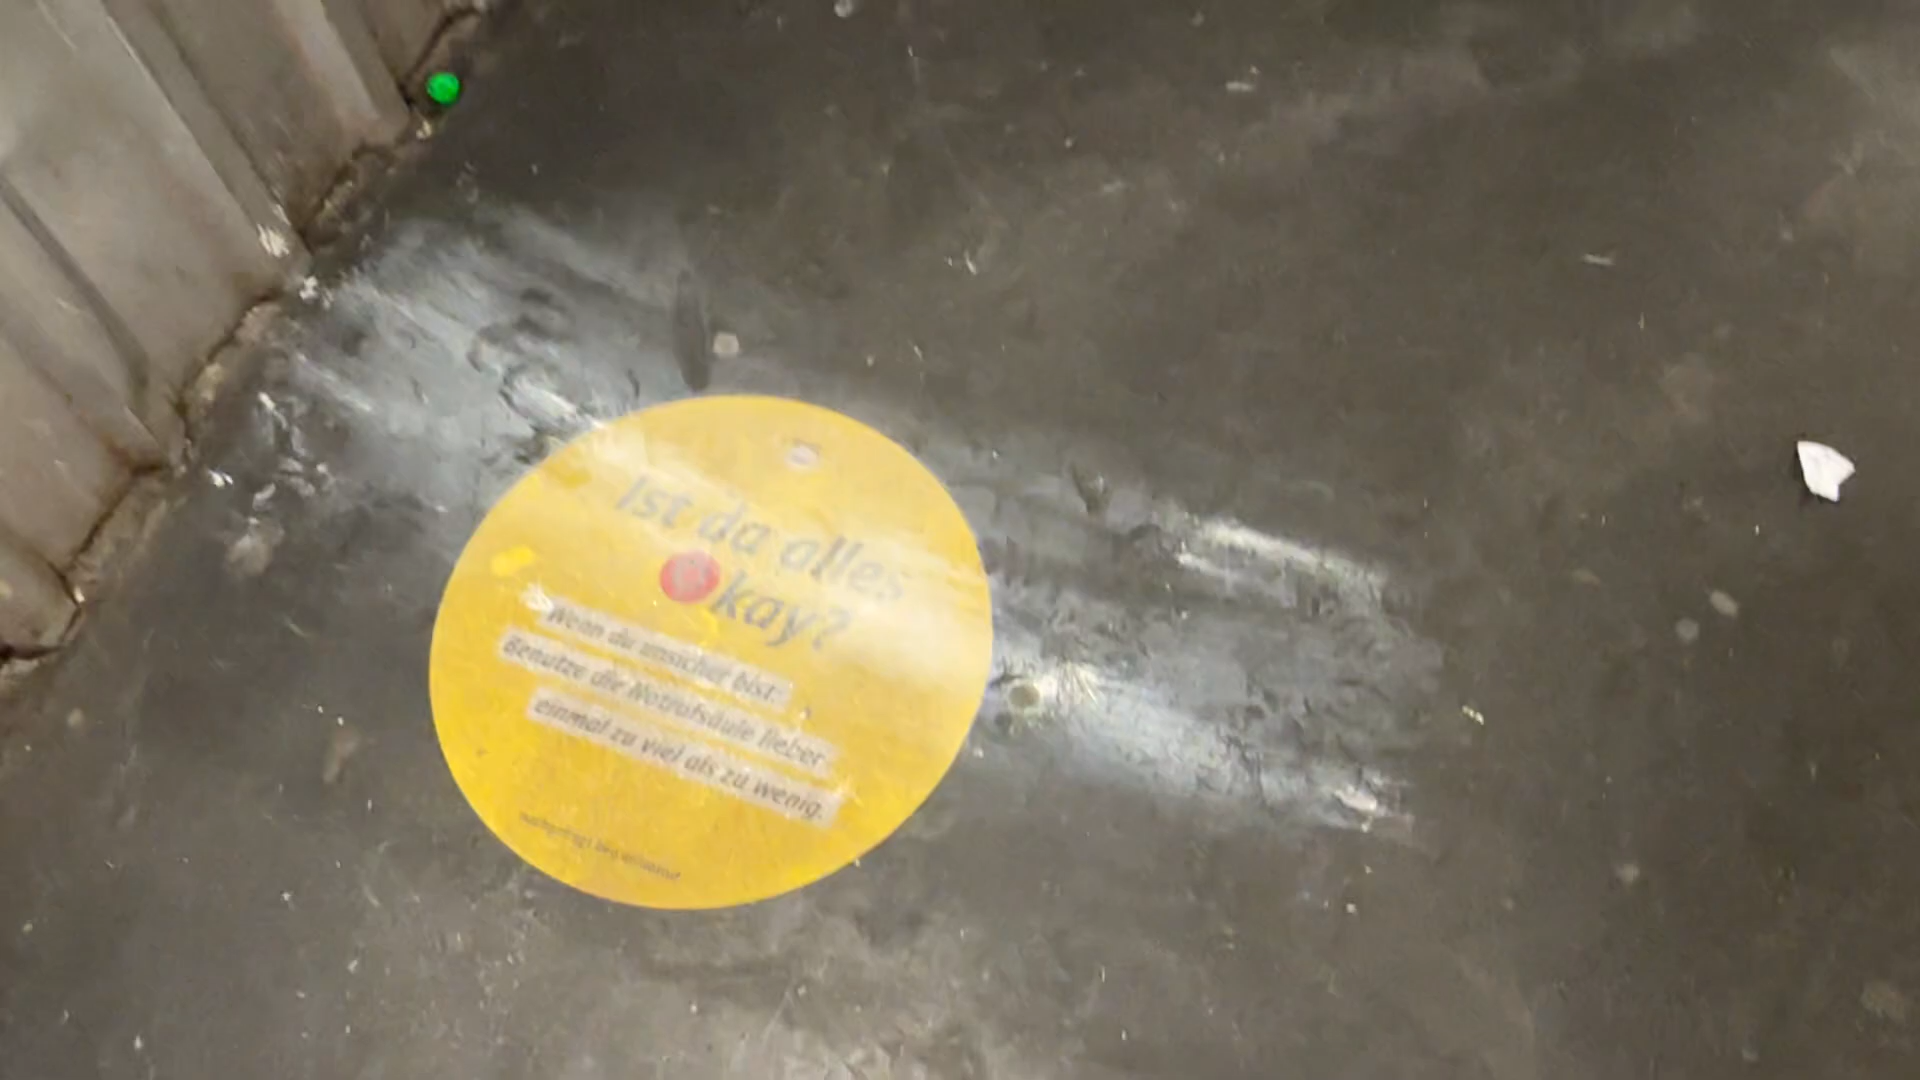 Ist da alles
okay?
Wenn du unsicher bist:
Benutze die Notrufsäule lieber
einmal zu viel als zu wenig.